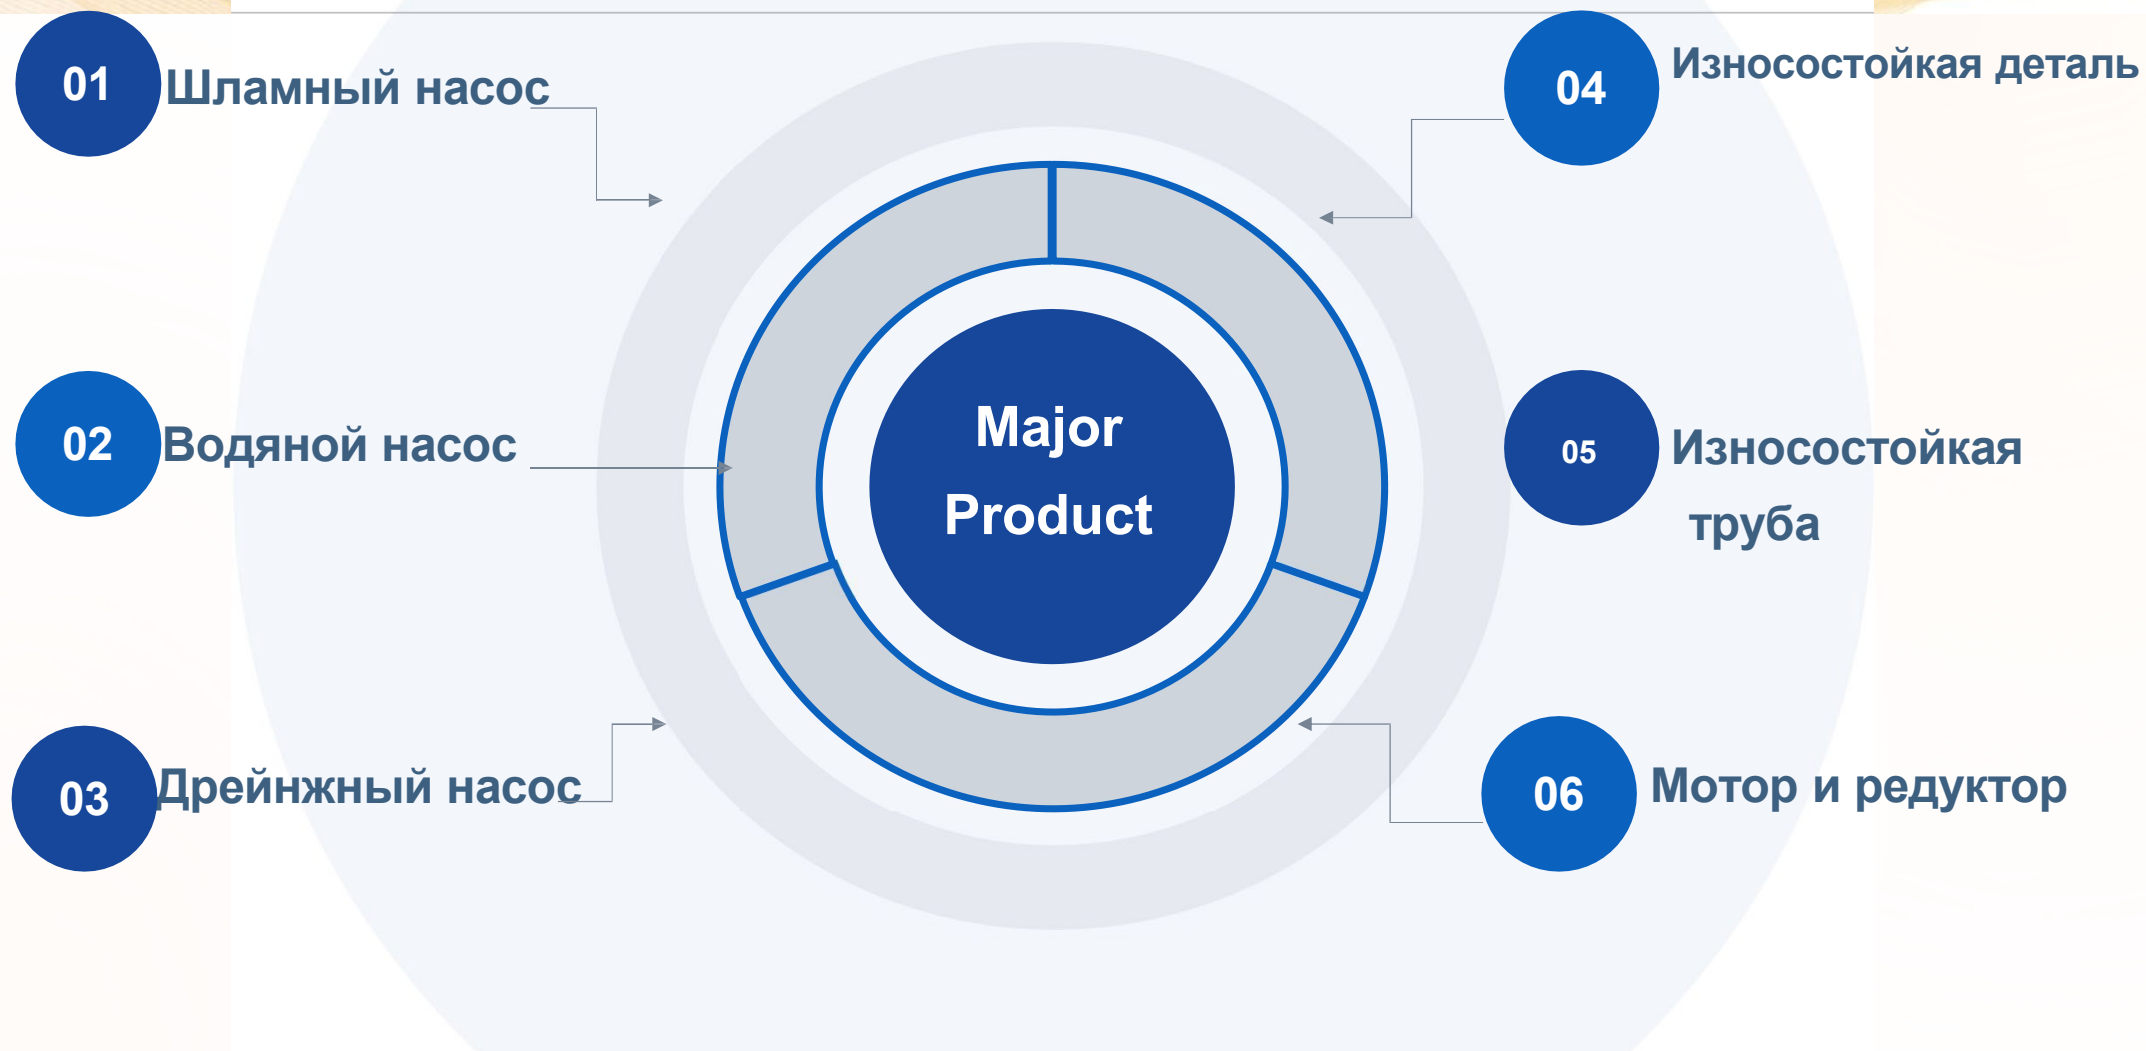 01
Шламный насос
02
Водяной насос
03
Дрейнжный насос
Major
Product
04
Износостойкая деталь
05
Износостойкая
труба
06
Мотор и редуктор